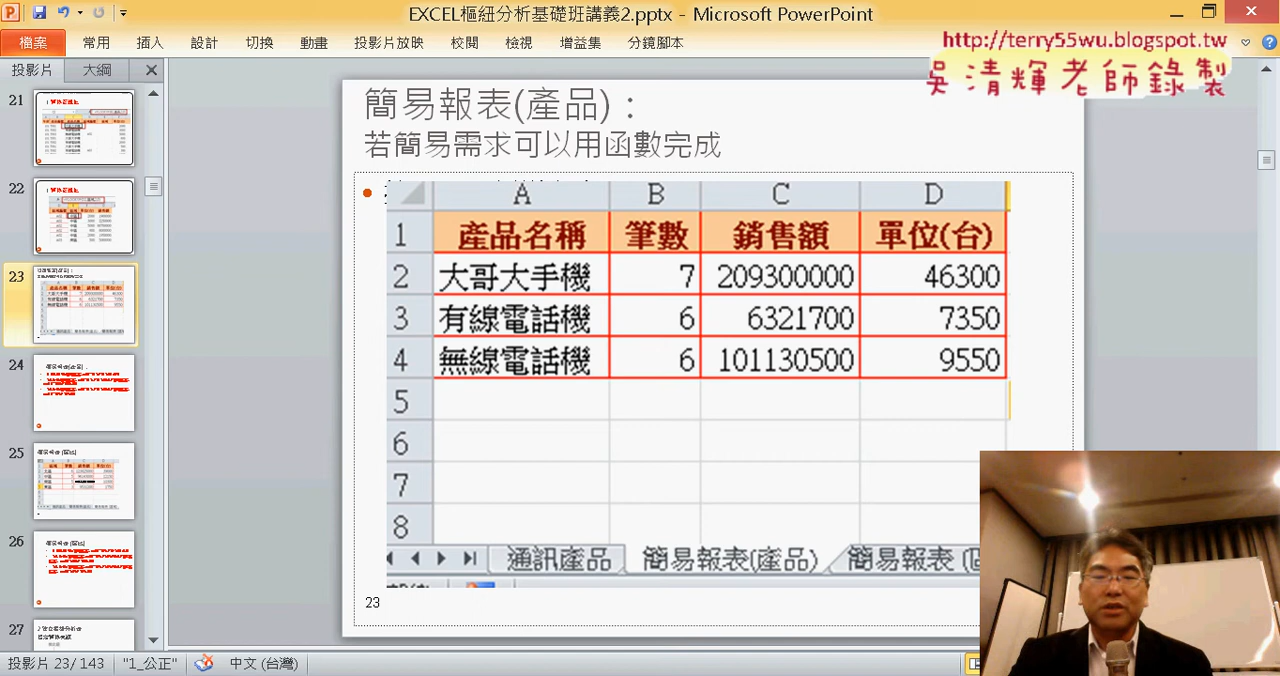 EXCEL樞紐分析基礎班講義2.pptx - Microsoft PowerPoint
檔案 常用 插入 設計 切換 動畫 投影片放映 校閱 檢視 增益集 分鏡腳本
http://terry55wu.blogspot.tw
吳清輝老師錄製
投影片 大綱
21
22
23
24
25
26
27
簡易報表(產品)：
若簡易需求可以用函數完成
A B C D
1 產品名稱 筆數 銷售額 單位(台)
2 大哥大手機 7 209300000 46300
3 有線電話機 6 6321700 7350
4 無線電話機 6 101130500 9550
5
6
7
8
通訊產品 簡易報表(產品) 簡易報表
23
投影片 23/ 143 "1_公正" 中文 (台灣)